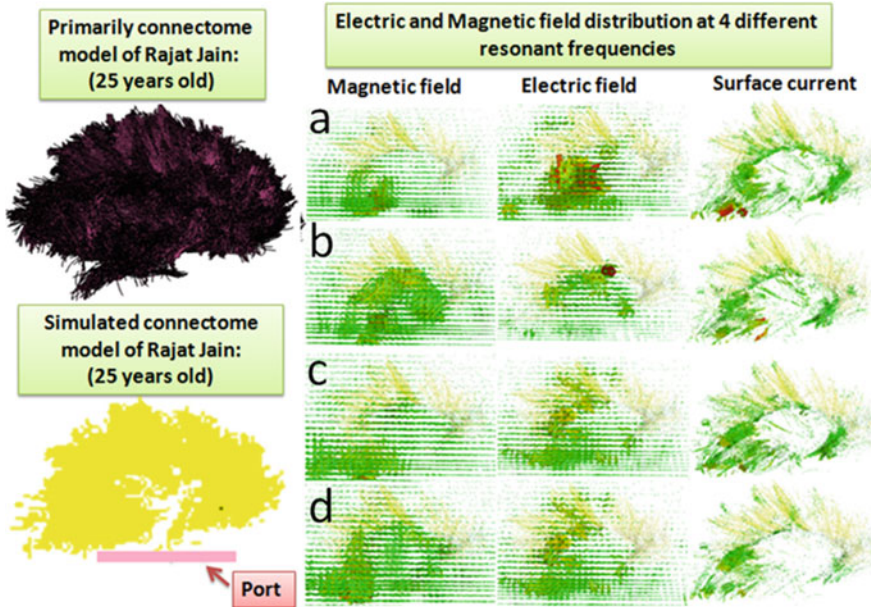 Primarily connectome
model of Rajat Jain:
(25 years old)
Simulated connectome
model of Rajat Jain:
(25 years old)
Port
Electric and Magnetic field distribution at 4 different
resonant frequencies
Magnetic field Electric field Surface current
a
b
c
d